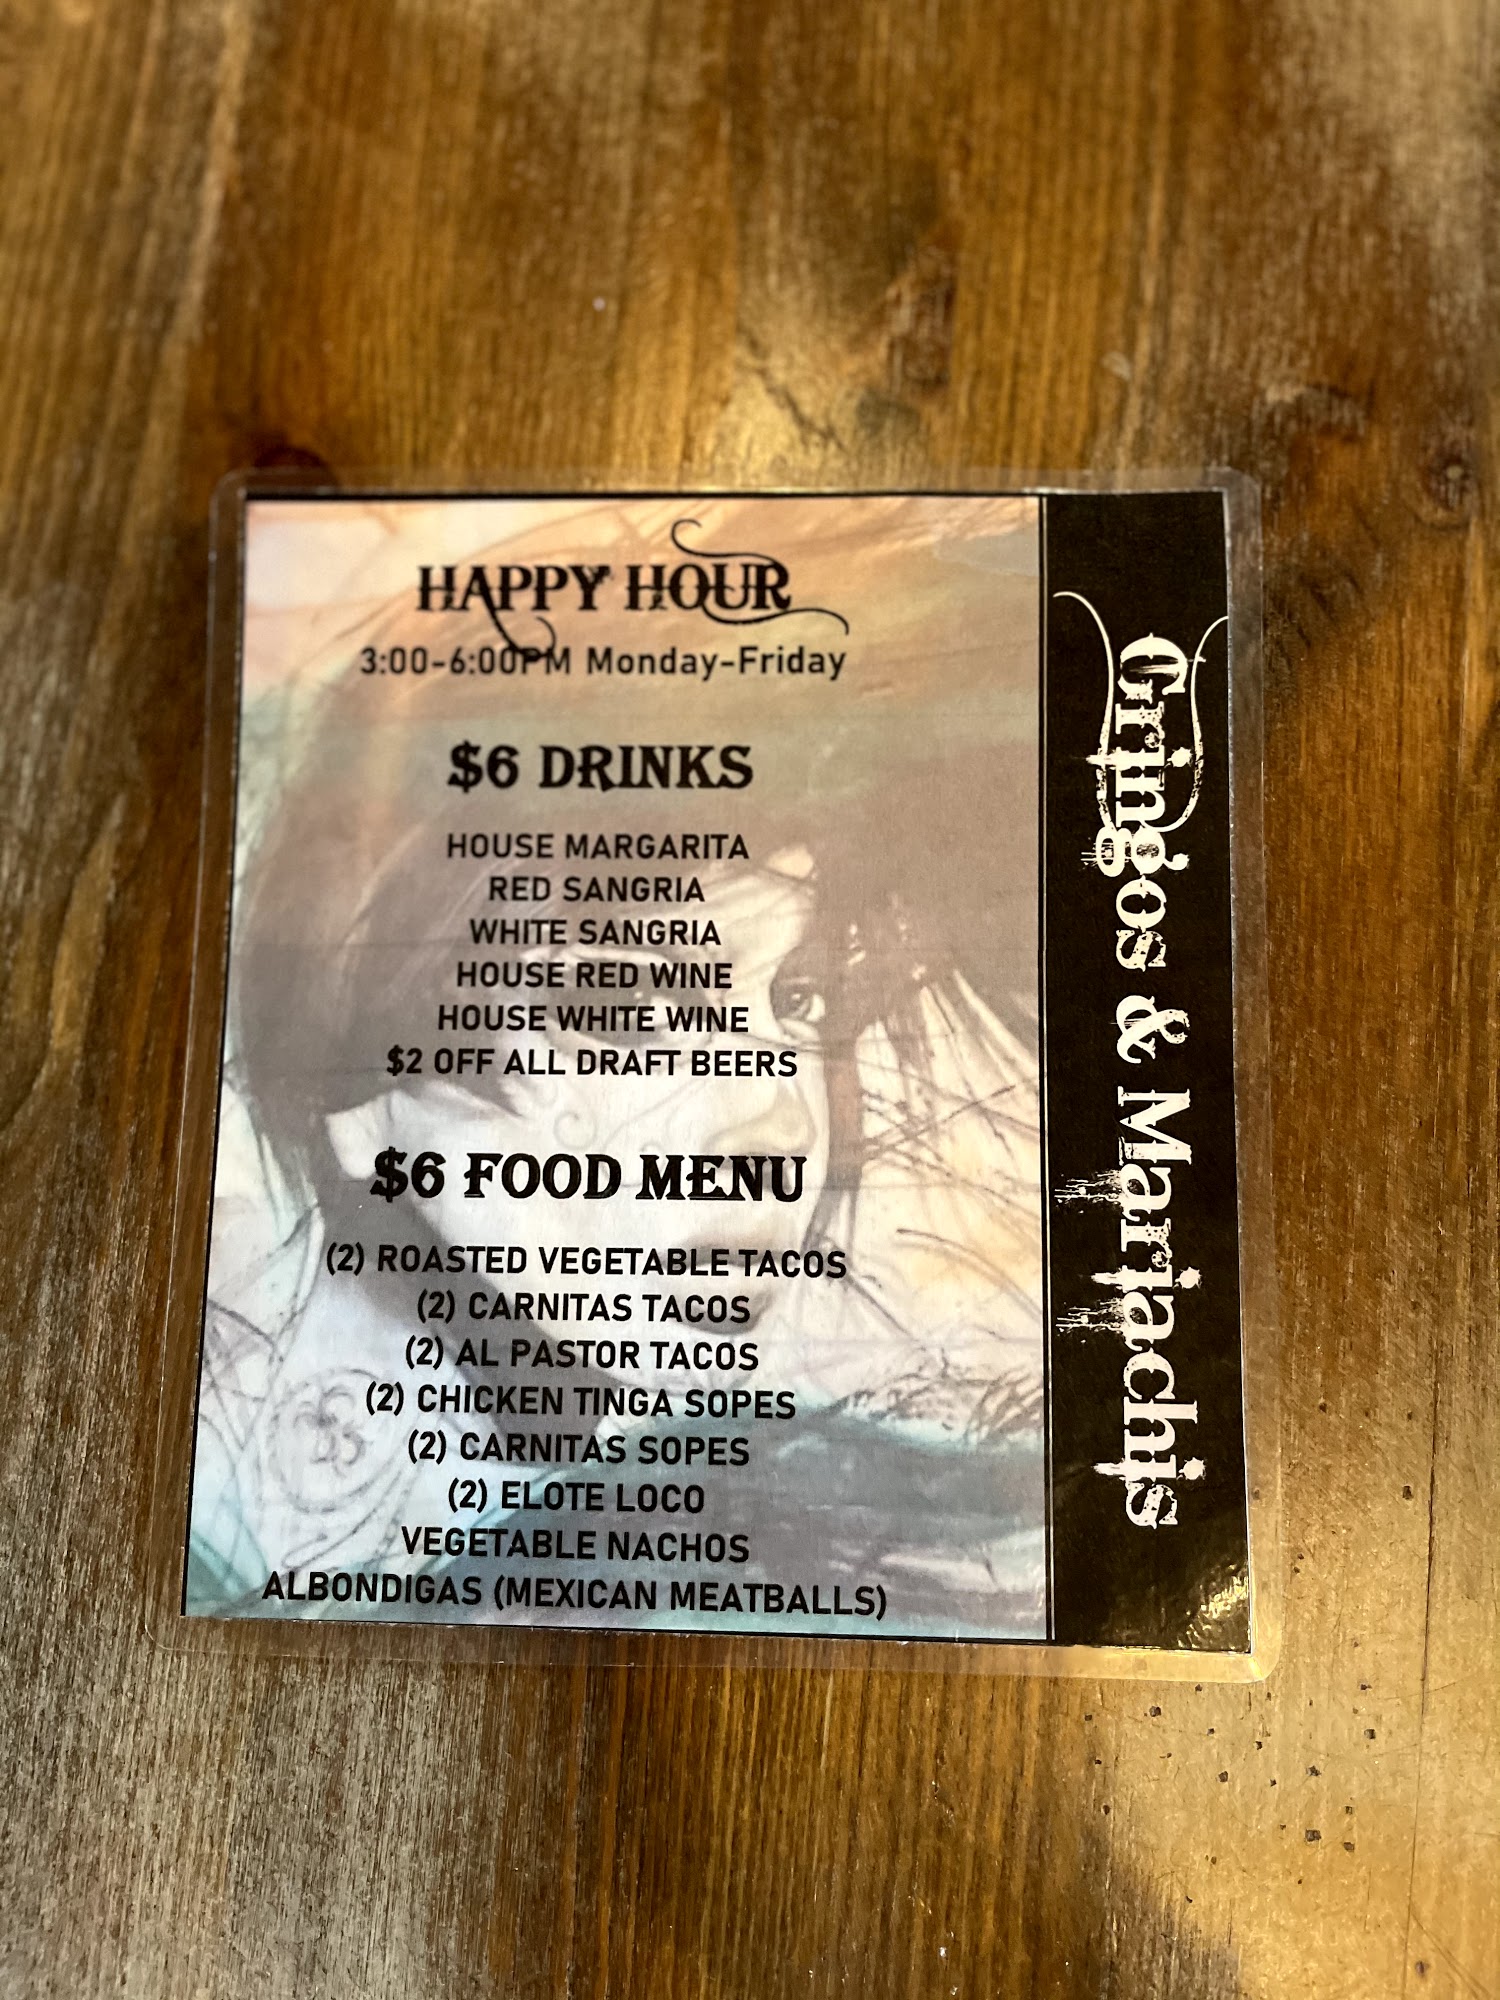 HAPPY HOUR
3:00-6:00PM Monday-Friday
$6 DRINKS
HOUSE MARGARITA
RED SANGRIA
WHITE SANGRIA
HOUSE RED WINE
HOUSE WHITE WINE
$2 OFF ALL DRAFT BEERS
$6 FOOD MENU
(2) ROASTED VEGETABLE TACOS
(2) CARNITAS TACOS
(2) AL PASTOR TACOS
(2) CHICKEN TINGA SOPES
(2) CARNITAS SOPES
(2) ELOTE LOCO
VEGETABLE NACHOS
ALBONDIGAS (MEXICAN MEATBALLS)
Gringos & Mariachis